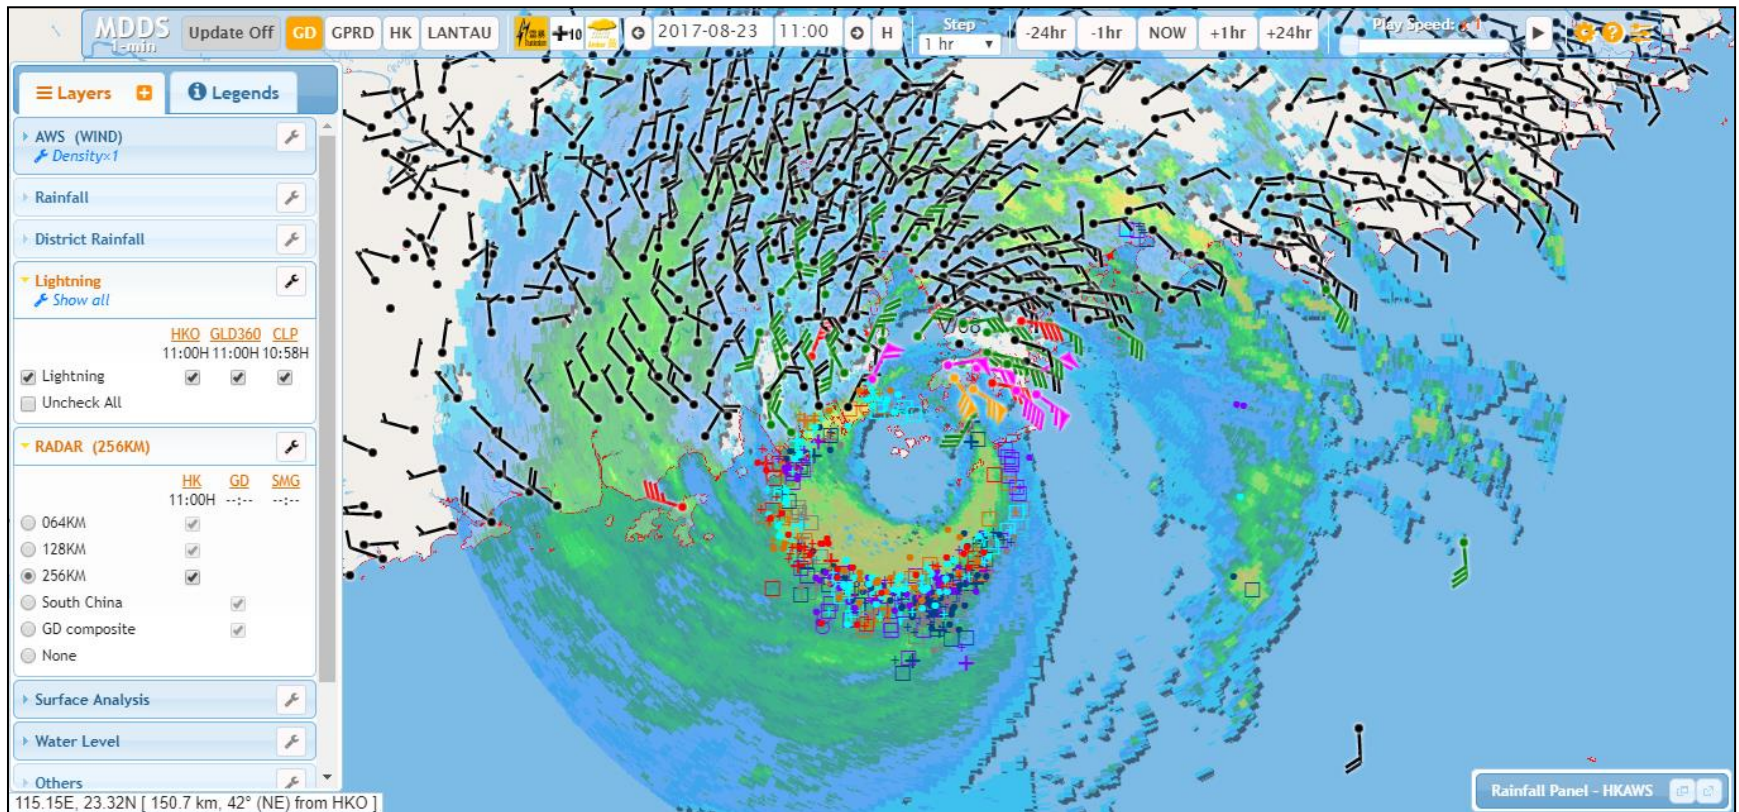 MDDS
1-min
Update Off
GD
GPRD
HK
LANTAU
+10
2017-08-23
11:00
H
Step
1 hr
-24hr
-1hr
NOW
+1hr
+24hr
Play Speed:
Layers
Legends
AWS (WIND)
Density×1
Rainfall
District Rainfall
Lightning
Show all
HKO GLD360 CLP
11:00H 11:00H 10:58H
Lightning
Uncheck All
RADAR (256KM)
HK GD SMG
11:00H --:-- --:--
064KM
128KM
256KM
South China
GD composite
None
Surface Analysis
Water Level
Others
115.15E, 23.32N [ 150.7 km, 42° (NE) from HKO ]
Rainfall Panel - HKAWS